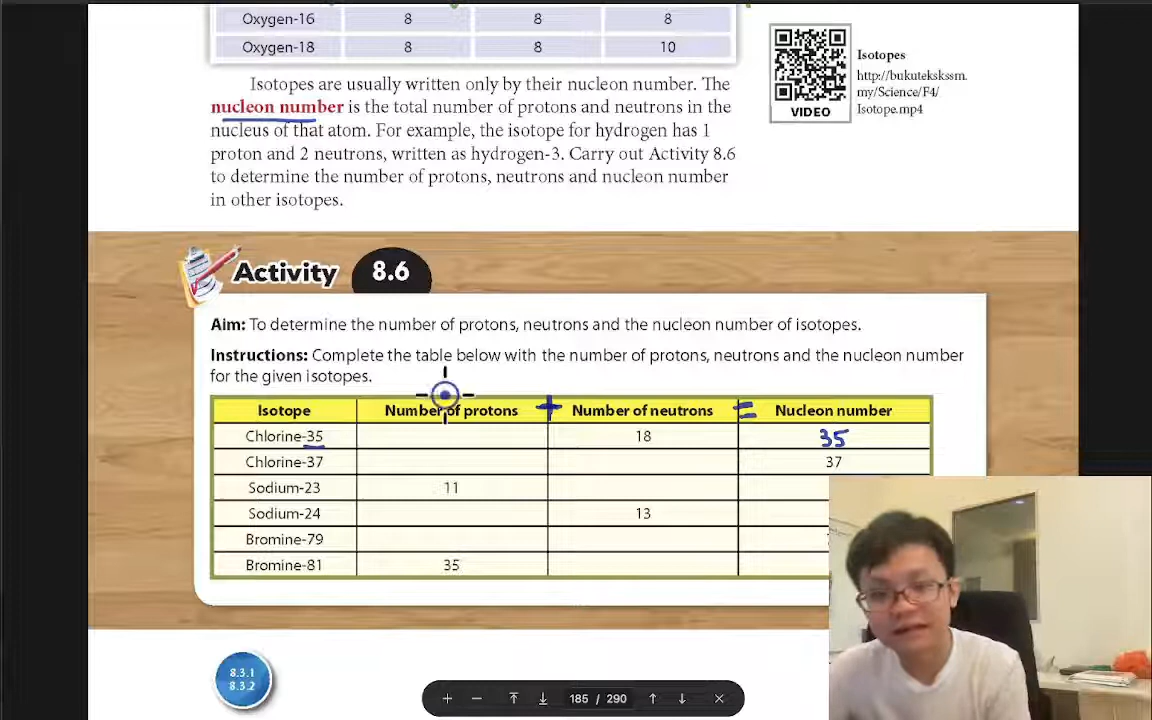 Oxygen-16 8 8 8
Oxygen-18 8 8 10
Isotopes are usually written only by their nucleon number. The
nucleon number is the total number of protons and neutrons in the
nucleus of that atom. For example, the isotope for hydrogen has 1
proton and 2 neutrons, written as hydrogen-3. Carry out Activity 8.6
to determine the number of protons, neutrons and nucleon number
in other isotopes.
VIDEO
Isotopes
http://buktekskssm.
my/Science/F4/
Isotope.mp4
Activity 8.6
Aim: To determine the number of protons, neutrons and the nucleon number of isotopes.
Instructions: Complete the table below with the number of protons, neutrons and the nucleon number
for the given isotopes.
Isotope Number of protons + Number of neutrons = Nucleon number
Chlorine-35 18 35
Chlorine-37 37
Sodium-23 11
Sodium-24 13
Bromine-79
Bromine-81 35
8.3.1
8.3.2
185 / 290